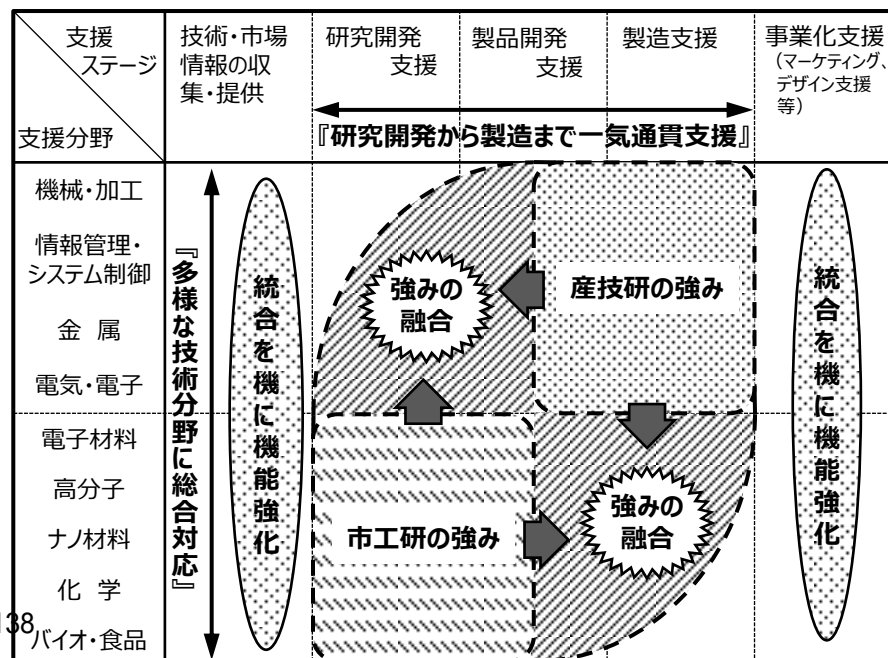 支援
ステージ
支援分野
技術・市場
情報の収
集・提供
研究開発
支援
製品開発
支援
製造支援
事業化支援
（マーケティング、
デザイン支援
等）
『研究開発から製造まで一気通貫支援』
機械・加工
情報管理・
システム制御
金 属
電気・電子
電子材料
高分子
ナノ材料
化 学
バイオ・食品
『多様な技術分野に総合対応』
統合を機に機能強化
強みの
融合
産技研の強み
市工研の強み
強みの
融合
統合を機に機能強化
138